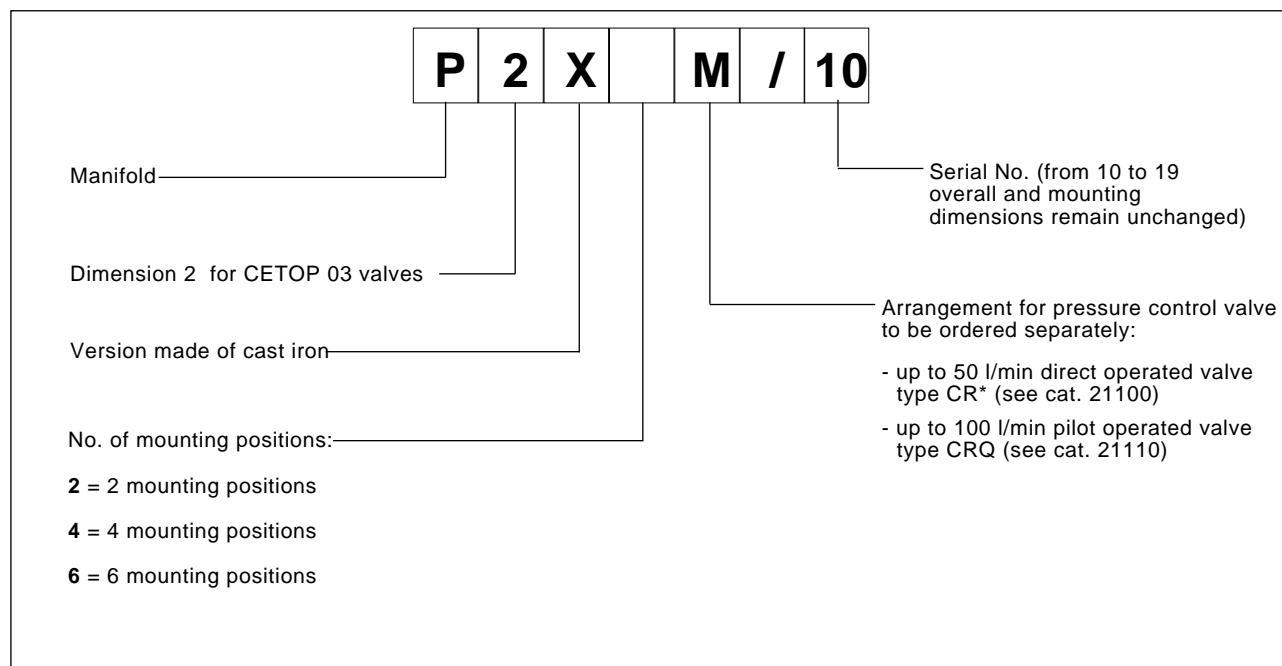 P 2 X M / 10
Manifold
Dimension 2 for CETOP 03 valves
Version made of cast iron
No. of mounting positions:
2 = 2 mounting positions
4 = 4 mounting positions
6 = 6 mounting positions
Serial No. (from 10 to 19
overall and mounting
dimensions remain unchanged)
Arrangement for pressure control valve
to be ordered separately:
- up to 50 l/min direct operated valve
type CR* (see cat. 21100)
- up to 100 l/min pilot operated valve
type CRQ (see cat. 21110)